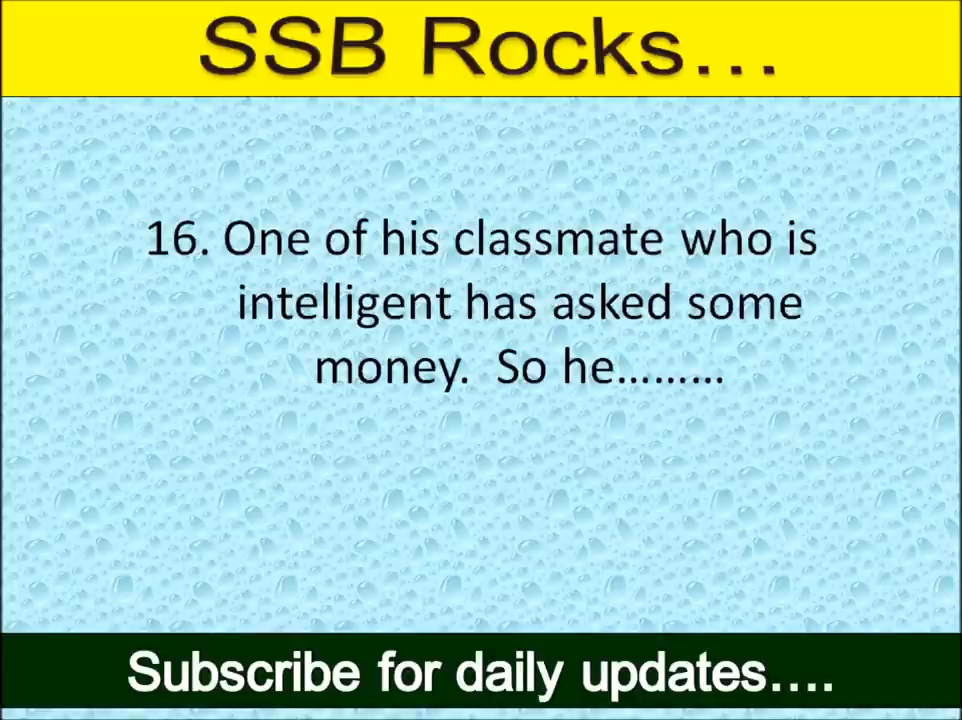 SSB Rocks...
16. One of his classmate who is
intelligent has asked some
money. So he.........
Subscribe for daily updates....